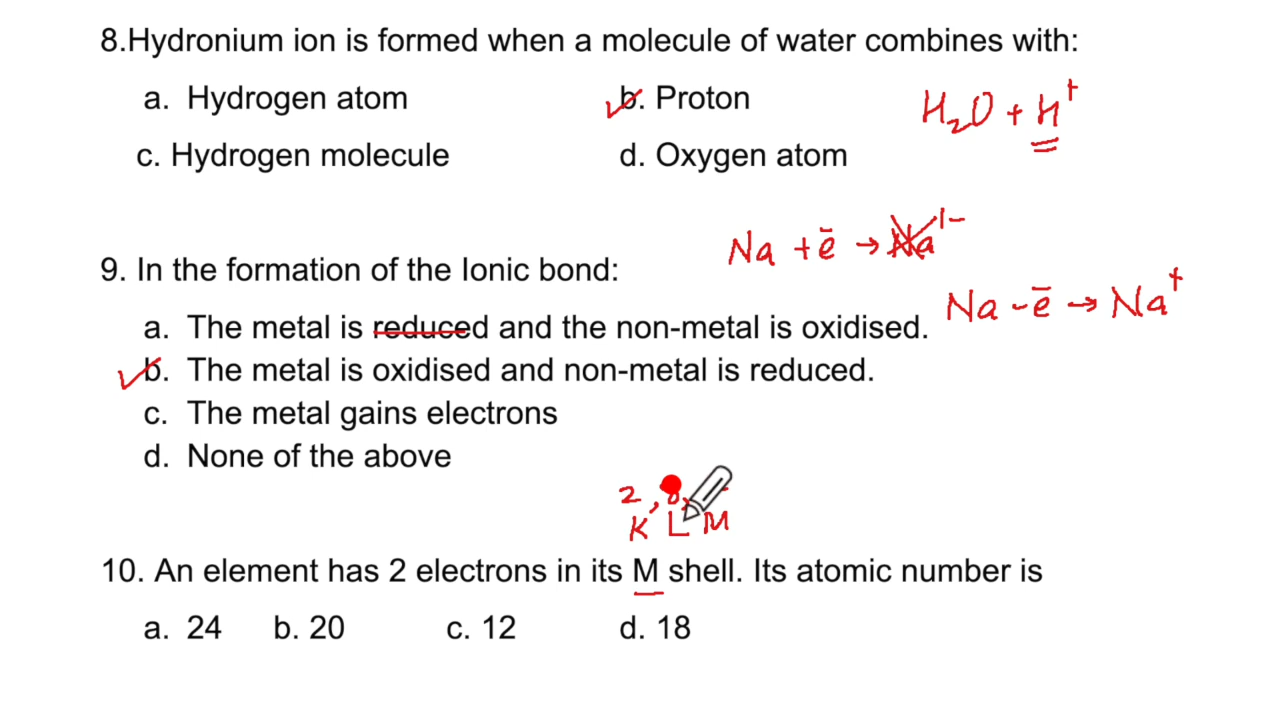 8.Hydronium ion is formed when a molecule of water combines with:
a. Hydrogen atom b. Proton
H₂O + H⁺
c. Hydrogen molecule d. Oxygen atom
Na + ē → Na¹⁻
9. In the formation of the Ionic bond:
Na - ē → Na⁺
a. The metal is reduced and the non-metal is oxidised.
b. The metal is oxidised and non-metal is reduced.
c. The metal gains electrons
d. None of the above
2,
K L M
10. An element has 2 electrons in its M shell. Its atomic number is
a. 24 b. 20 c. 12 d. 18